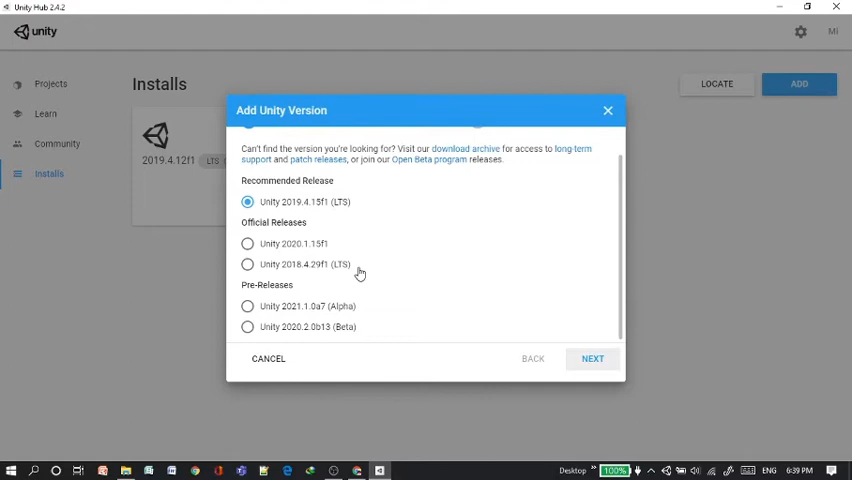 Unity Hub 2.4.2
unity
Mi
Projects
Learn
Community
Installs
Installs
LOCATE
ADD
2019.4.12f1
LTS
Add Unity Version
Can't find the version you're looking for? Visit our download archive for access to long-term
support and patch releases, or join our Open Beta program releases.
Recommended Release
Unity 2019.4.15f1 (LTS)
Official Releases
Unity 2020.1.15f1
Unity 2018.4.29f1 (LTS)
Pre-Releases
Unity 2021.1.0a7 (Alpha)
Unity 2020.2.0b13 (Beta)
CANCEL
BACK
NEXT
Desktop
100%
ENG
6:39 PM